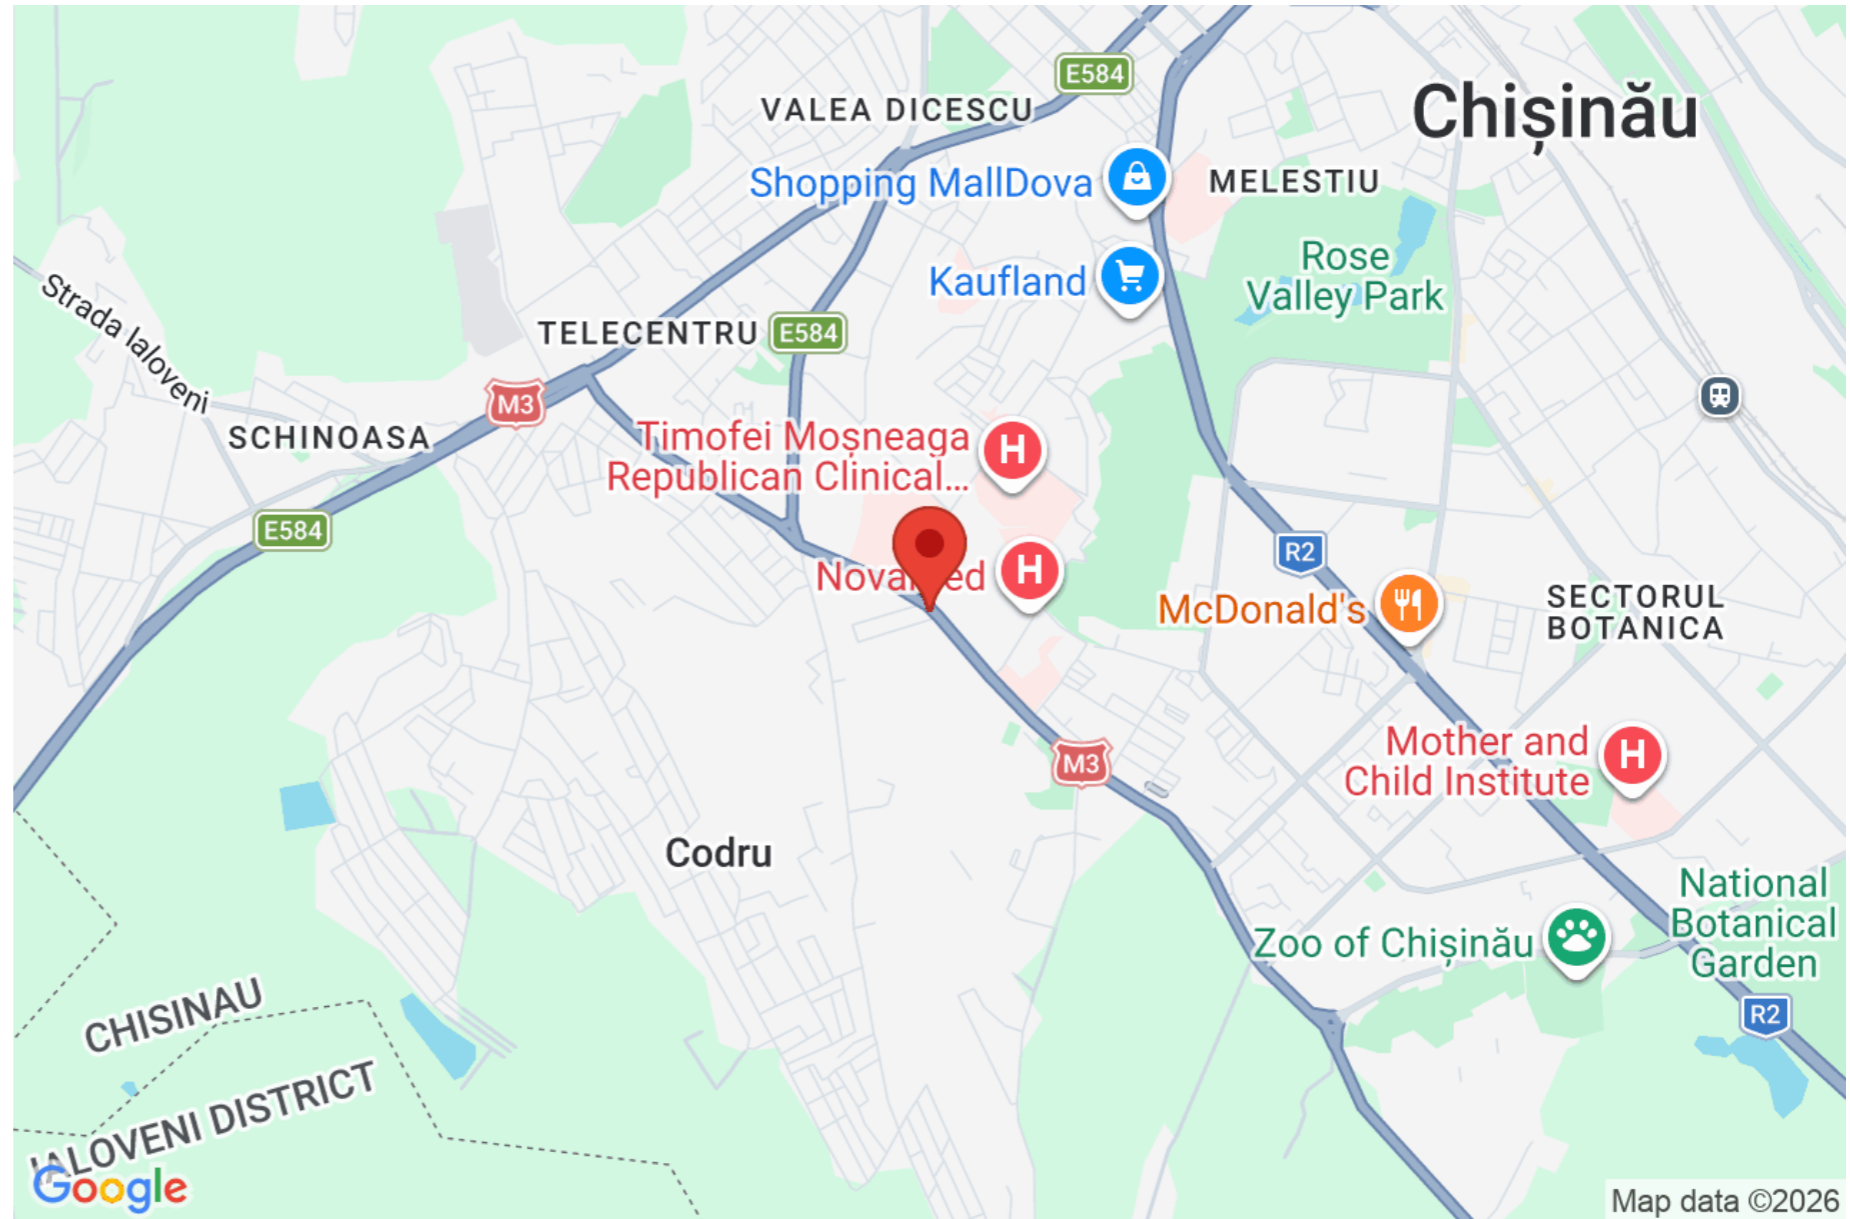 E584
VALEA DICESCU
Chișinău
Shopping MallDova
MELESTIU
Kaufland
Rose
Valley Park
Strada Ialoveni
TELECENTRU
E584
M3
SCHINOASA
Timofei Moșneaga
Republican Clinical...
H
E584
R2
H
McDonald's
SECTORUL
BOTANICA
M3
Mother and
Child Institute
H
Codru
National
Botanical
Garden
Zoo of Chișinău
CHISINAU
R2
IALOVENI DISTRICT
Google
Map data ©2026